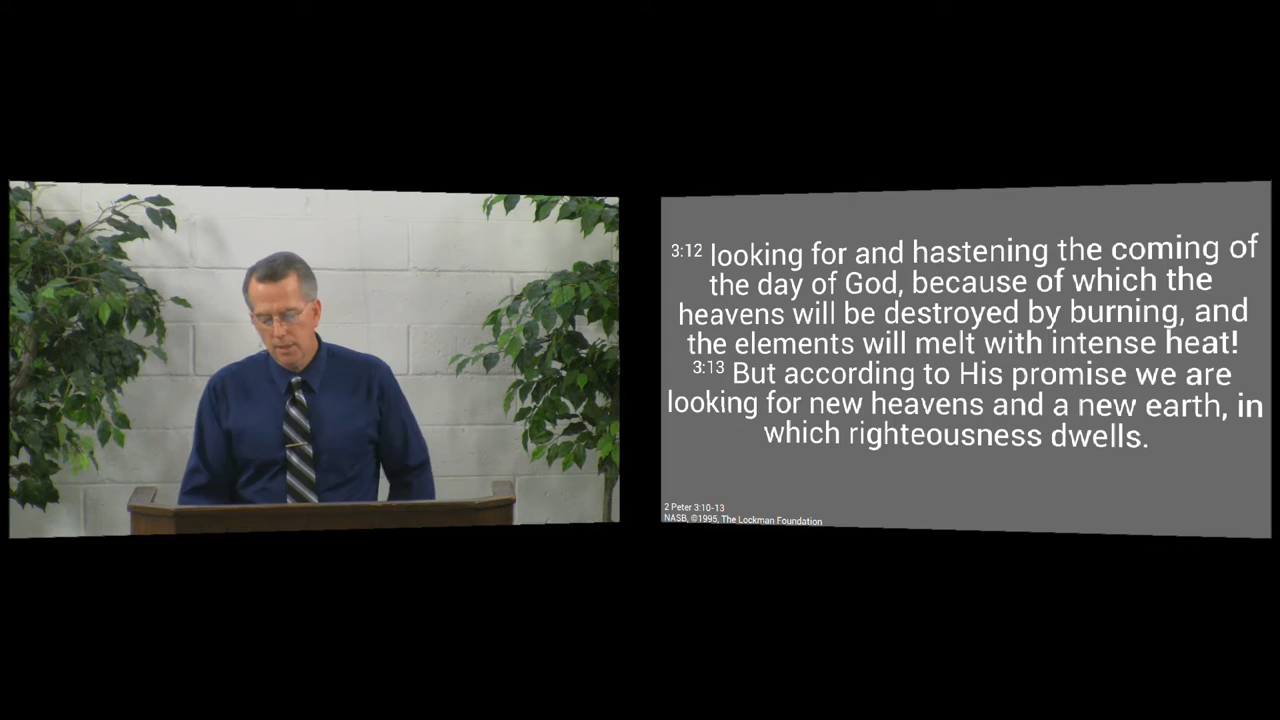 3:12 looking for and hastening the coming of
the day of God, because of which the
heavens will be destroyed by burning, and
the elements will melt with intense heat!
3:13 But according to His promise we are
looking for new heavens and a new earth, in
which righteousness dwells.
2 Peter 3:10-13
NASB, ©1995, The Lockman Foundation